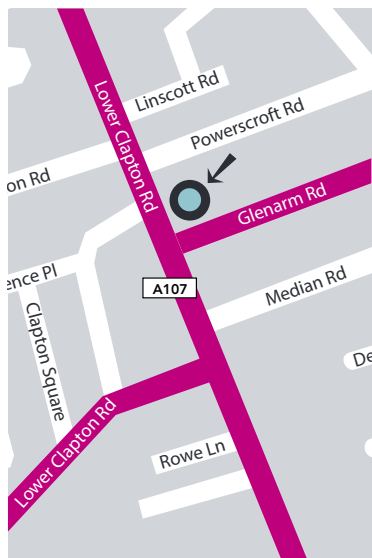 Linscott Rd
Lower Clapton Rd
Powerscroft Rd
on Rd
Glenarm Rd
ence Pl
Median Rd
A107
Clapton Square
De
Lower Clapton Rd
Rowe Ln